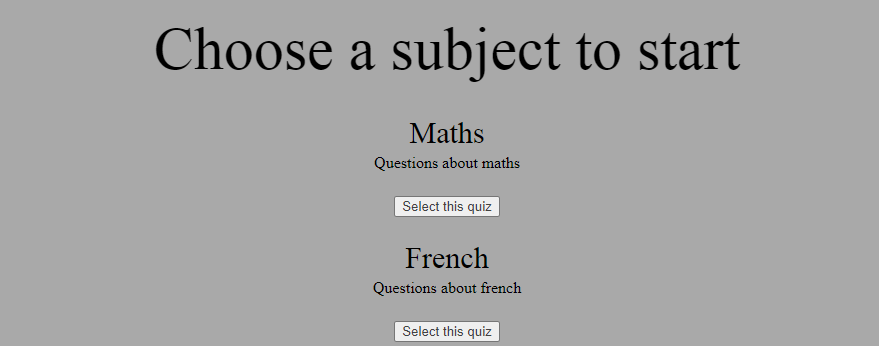 Choose a subject to start
Maths
Questions about maths
Select this quiz
French
Questions about french
Select this quiz